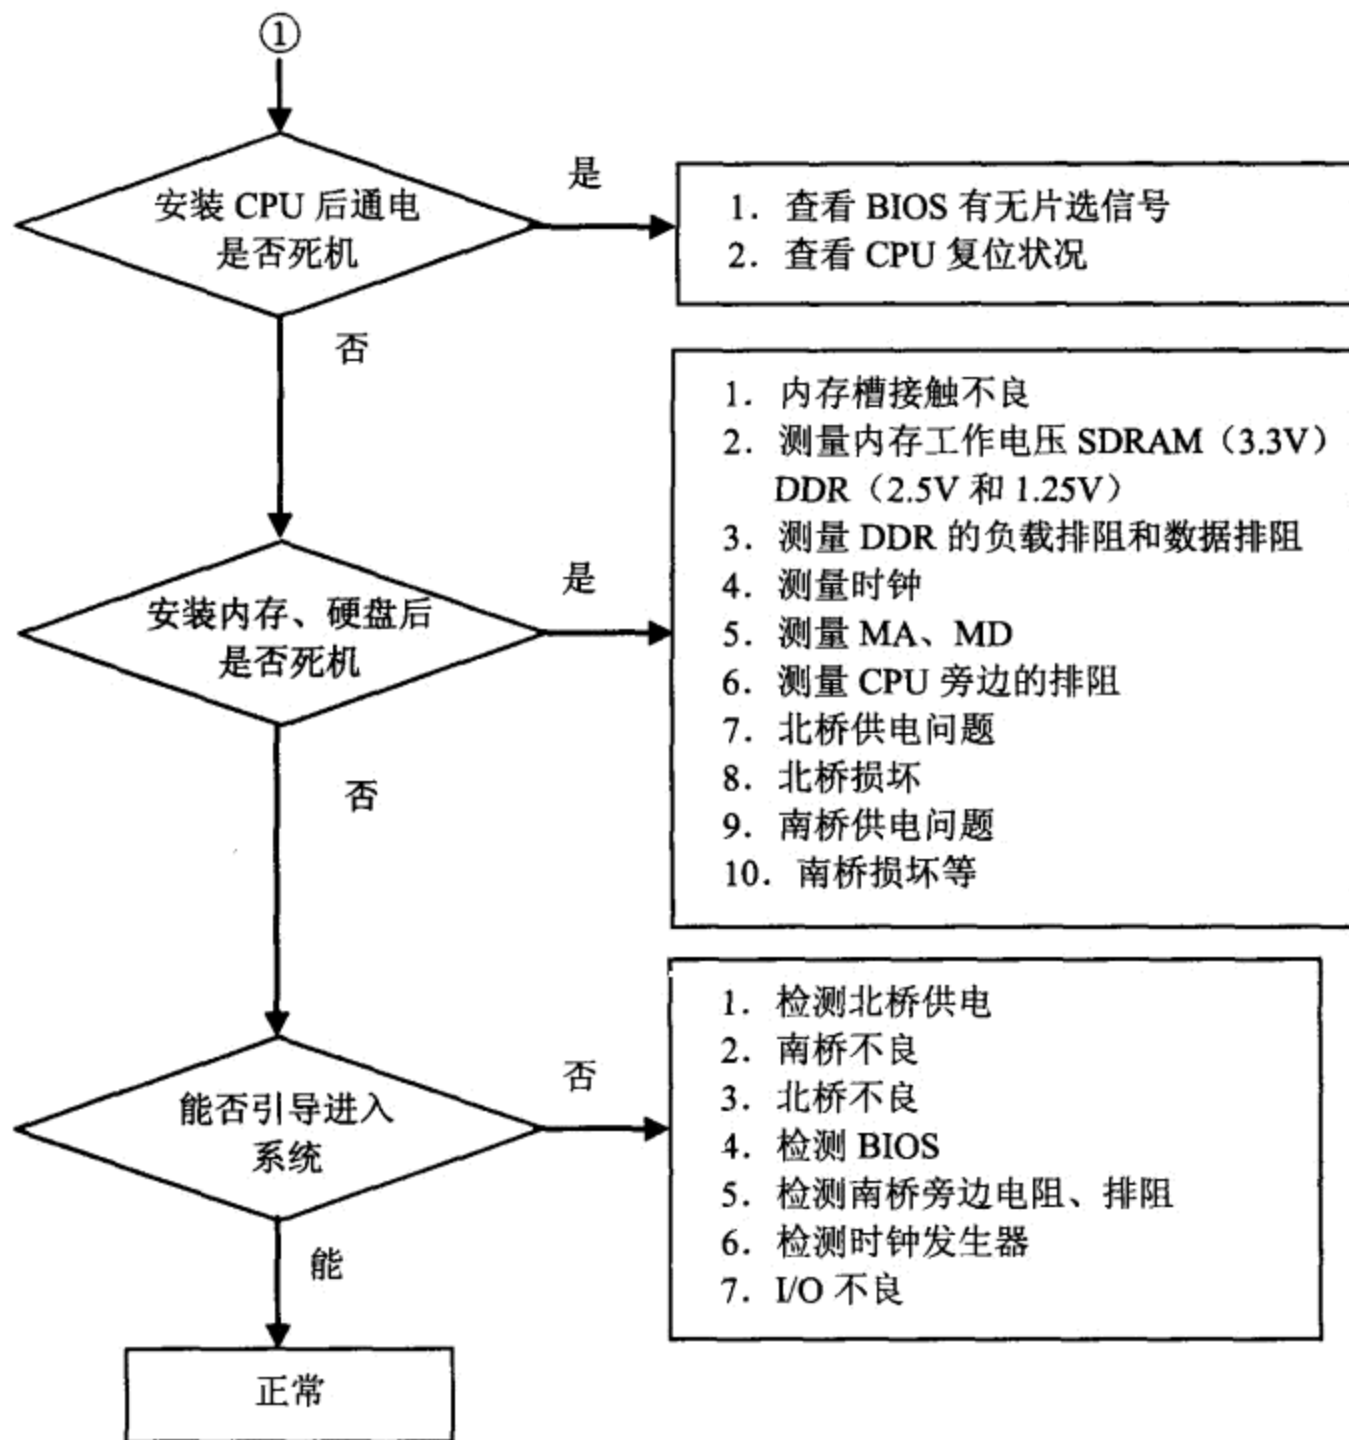 ①
安装 CPU 后通电
是否死机
是
1. 查看 BIOS 有无片选信号
2. 查看 CPU 复位状况
否
安装内存、硬盘后
是否死机
是
1. 内存槽接触不良
2. 测量内存工作电压 SDRAM（3.3V）
DDR（2.5V 和 1.25V）
3. 测量 DDR 的负载排阻和数据排阻
4. 测量时钟
5. 测量 MA、MD
6. 测量 CPU 旁边的排阻
7. 北桥供电问题
8. 北桥损坏
9. 南桥供电问题
10. 南桥损坏等
否
能否引导进入
系统
否
1. 检测北桥供电
2. 南桥不良
3. 北桥不良
4. 检测 BIOS
5. 检测南桥旁边电阻、排阻
6. 检测时钟发生器
7. I/O 不良
能
正常